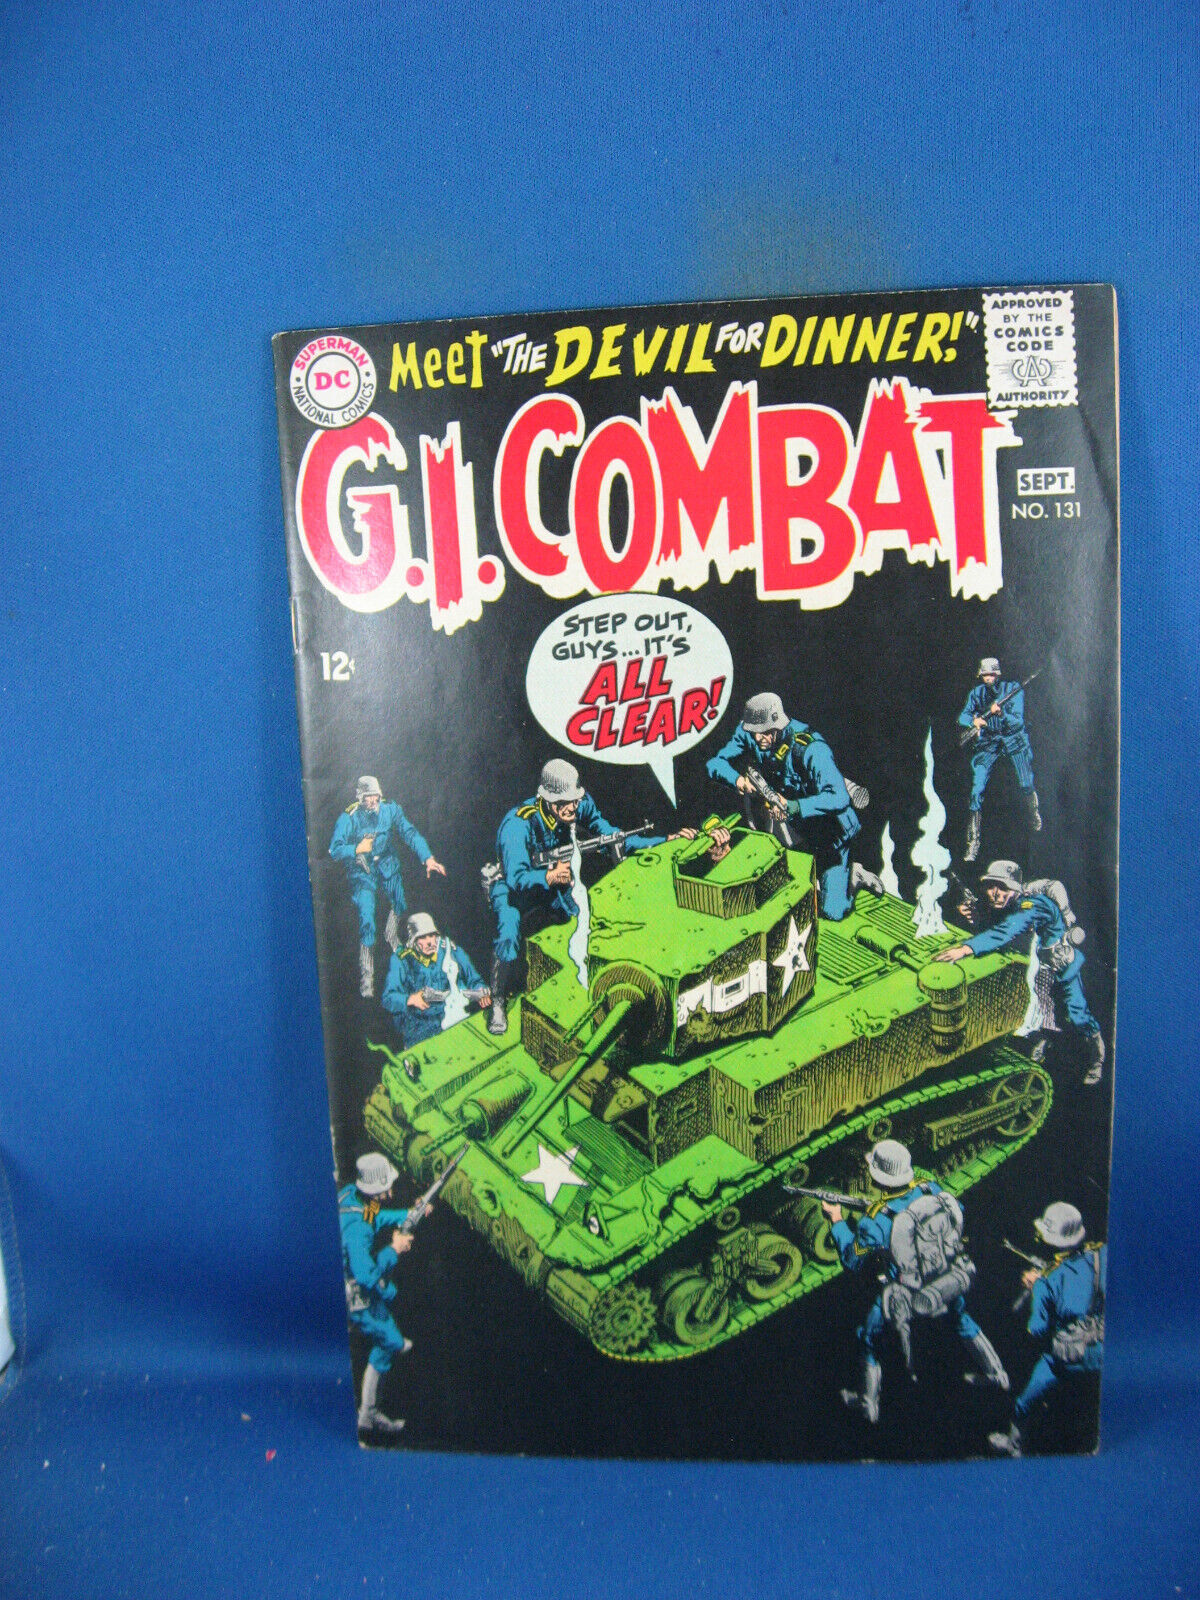 Meet "THE DEVIL FOR DINNER!"
SUPERMAN
DC
NATIONAL COMICS
APPROVED
BY THE
COMICS
CODE
CA
AUTHORITY
G.I. COMBAT
SEPT.
NO. 131
12¢
STEP OUT,
GUYS...IT'S
ALL
CLEAR!